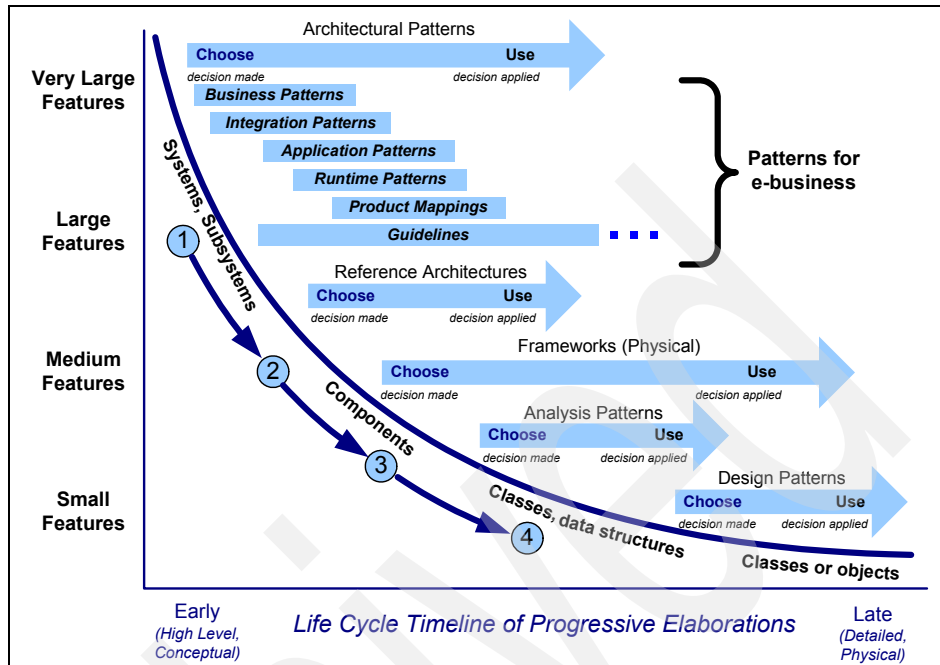 Architectural Patterns
Choose
Use
decision made
decision applied
Very Large
Features
Business Patterns
Integration Patterns
Application Patterns
Runtime Patterns
Product Mappings
Guidelines
Patterns for
e-business
Systems, Subsystems
Large
Features
1
Reference Architectures
Choose
Use
decision made
decision applied
Medium
Features
2
Frameworks (Physical)
Choose
Use
decision made
decision applied
Components
Analysis Patterns
Choose
Use
decision made
decision applied
3
Small
Features
Design Patterns
Choose
Use
decision made
decision applied
4
Classes, data structures
Classes or objects
Early
(High Level,
Conceptual)
Life Cycle Timeline of Progressive Elaborations
Late
(Detailed,
Physical)